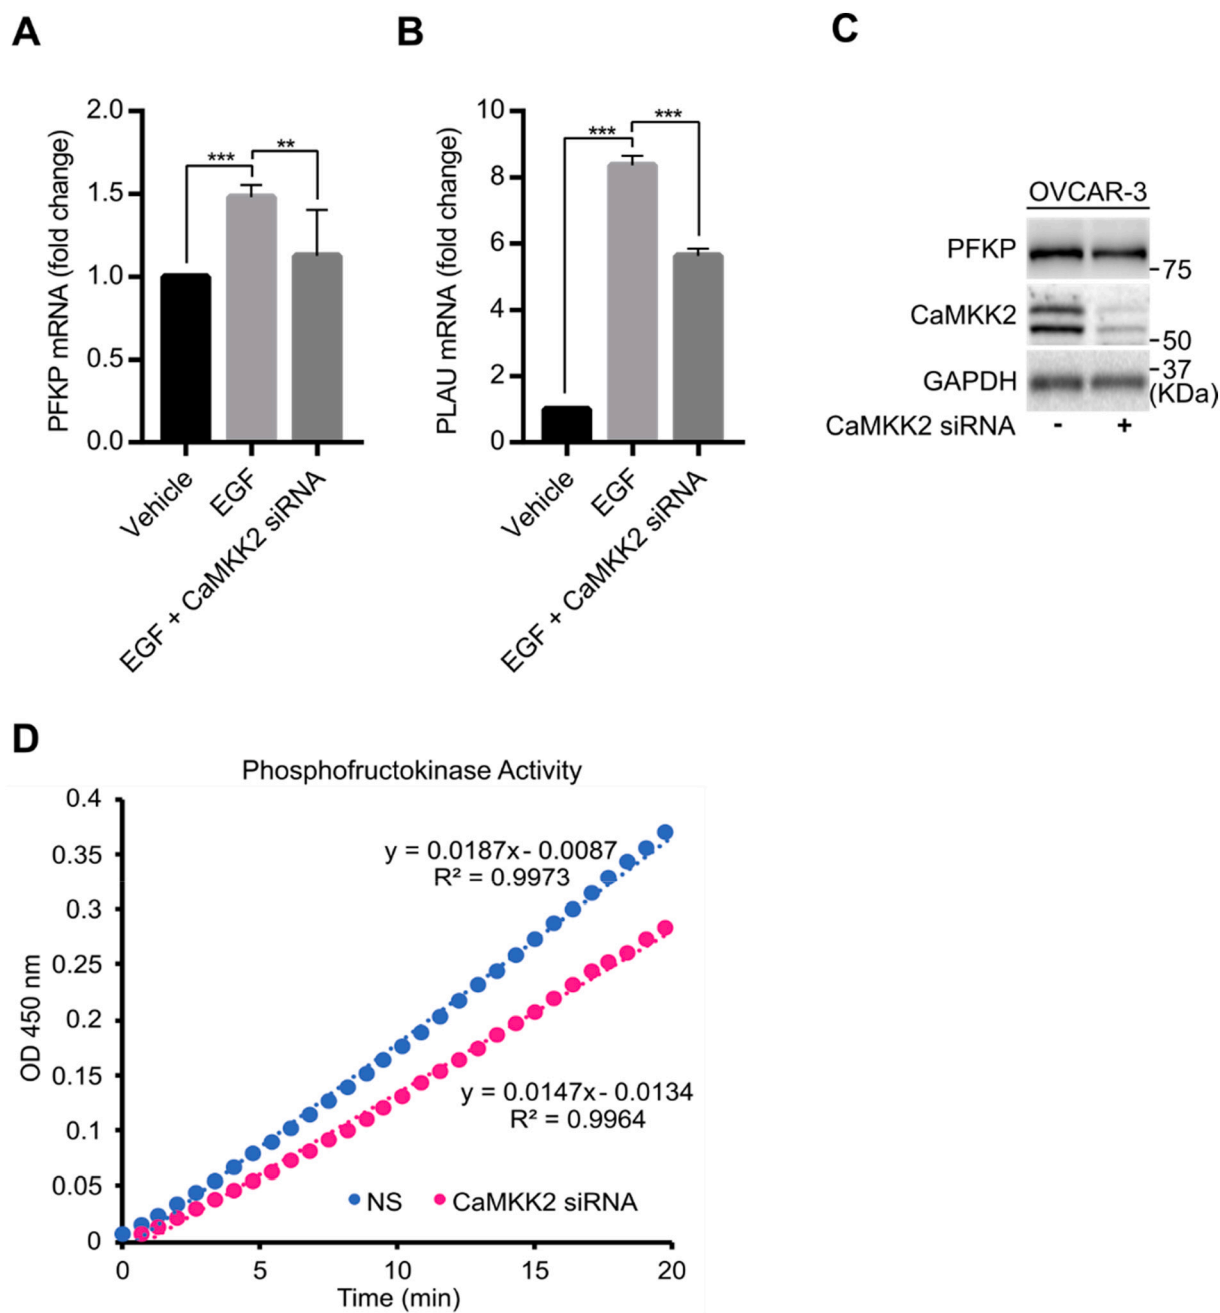 A
B
C
2.0
1.5
1.0
0.5
0.0
PFKP mRNA (fold change)
***
**
Vehicle
EGF
EGF + CaMKK2 siRNA
10
8
6
4
2
0
PLAU mRNA (fold change)
***
***
Vehicle
EGF
EGF + CaMKK2 siRNA
OVCAR-3
PFKP
-75
CaMKK2
-50
GAPDH
-37
(KDa)
CaMKK2 siRNA - +
D
Phosphofructokinase Activity
0.4
0.35
0.3
0.25
0.2
0.15
0.1
0.05
0
OD 450 nm
y = 0.0187x - 0.0087
R² = 0.9973
y = 0.0147x - 0.0134
R² = 0.9964
NS CaMKK2 siRNA
0 5 10 15 20
Time (min)